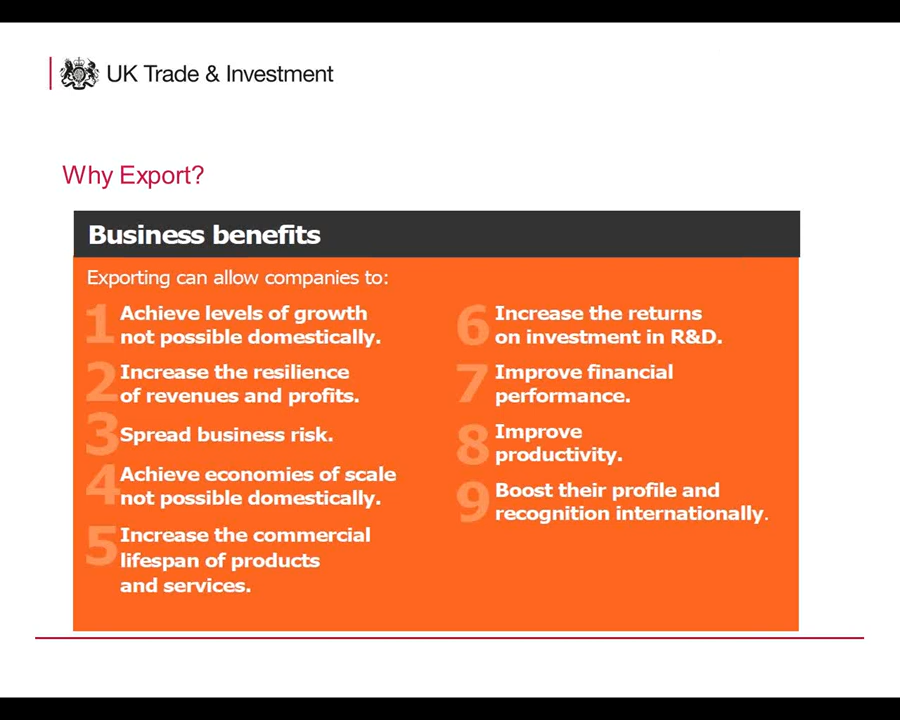 UK Trade & Investment
Why Export?
Business benefits
Exporting can allow companies to:
1 Achieve levels of growth
not possible domestically.
2 Increase the resilience
of revenues and profits.
3 Spread business risk.
4 Achieve economies of scale
not possible domestically.
5 Increase the commercial
lifespan of products
and services.
6 Increase the returns
on investment in R&D.
7 Improve financial
performance.
8 Improve
productivity.
9 Boost their profile and
recognition internationally.